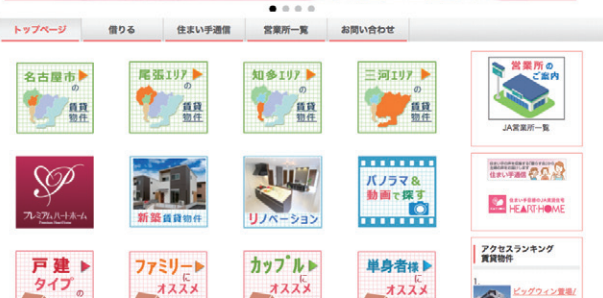 トップページ
借りる
住まい手通信
営業所一覧
お問い合わせ
名古屋市▶
の
賃貸
物件
尾張エリア▶
の
賃貸
物件
知多エリア▶
の
賃貸
物件
三河エリア▶
の
賃貸
物件
営業所の
ご案内
JA営業所一覧
SP
プレミアムハートホーム
新築賃貸物件
リノベーション
パノラマ&
動画で探す
住まい手通信
HEART-HOME
アクセスランキング
賃貸物件
戸建▶
タイプ
の
ファミリー▶
に
オススメ
カップル▶
に
オススメ
単身者様▶
に
オススメ
1
ビッグウィン豊場/